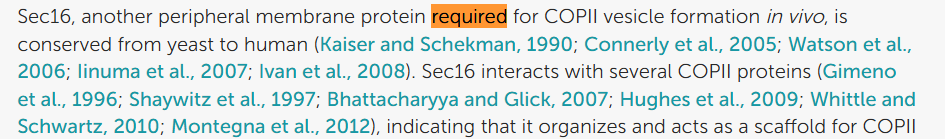 Sec16, another peripheral membrane protein required for COPII vesicle formation in vivo, is
conserved from yeast to human (Kaiser and Schekman, 1990; Connerly et al., 2005; Watson et al.,
2006; Iinuma et al., 2007; Ivan et al., 2008). Sec16 interacts with several COPII proteins (Gimeno
et al., 1996; Shaywitz et al., 1997; Bhattacharyya and Glick, 2007; Hughes et al., 2009; Whittle and
Schwartz, 2010; Montegna et al., 2012), indicating that it organizes and acts as a scaffold for COPII